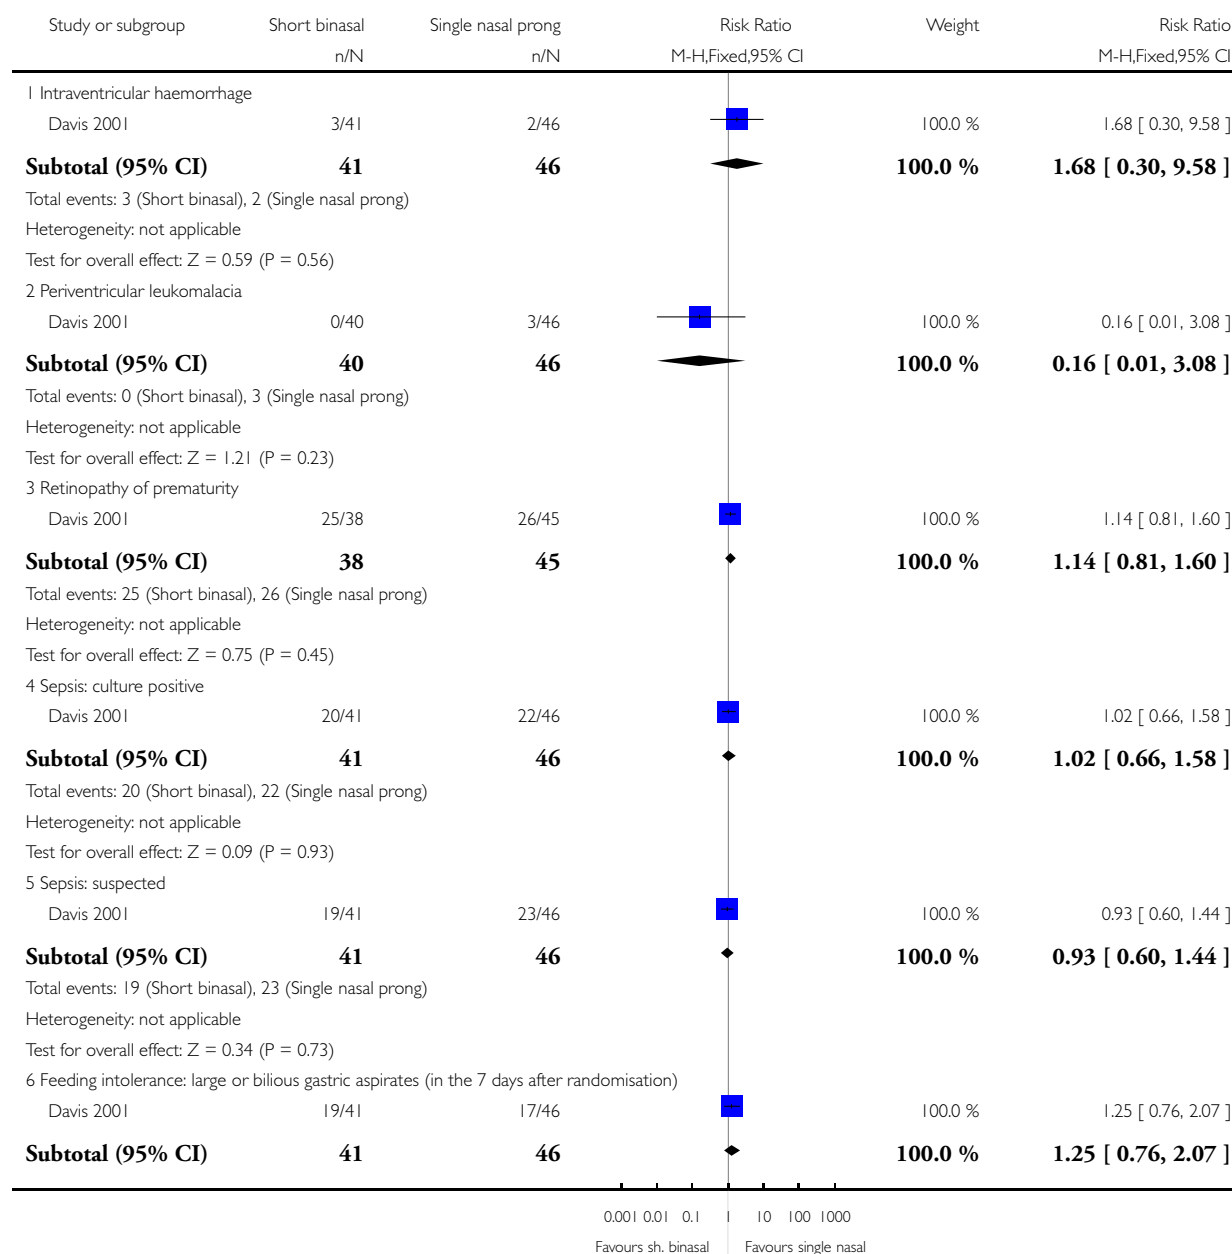 Study or subgroup Short binasal Single nasal prong Risk Ratio Weight Risk Ratio
n/N n/N M-H,Fixed,95% CI M-H,Fixed,95% CI
1 Intraventricular haemorrhage
Davis 2001 3/41 2/46 100.0 % 1.68 [ 0.30, 9.58 ]
Subtotal (95% CI) 41 46 100.0 % 1.68 [ 0.30, 9.58 ]
Total events: 3 (Short binasal), 2 (Single nasal prong)
Heterogeneity: not applicable
Test for overall effect: Z = 0.59 (P = 0.56)
2 Periventricular leukomalacia
Davis 2001 0/40 3/46 100.0 % 0.16 [ 0.01, 3.08 ]
Subtotal (95% CI) 40 46 100.0 % 0.16 [ 0.01, 3.08 ]
Total events: 0 (Short binasal), 3 (Single nasal prong)
Heterogeneity: not applicable
Test for overall effect: Z = 1.21 (P = 0.23)
3 Retinopathy of prematurity
Davis 2001 25/38 26/45 100.0 % 1.14 [ 0.81, 1.60 ]
Subtotal (95% CI) 38 45 100.0 % 1.14 [ 0.81, 1.60 ]
Total events: 25 (Short binasal), 26 (Single nasal prong)
Heterogeneity: not applicable
Test for overall effect: Z = 0.75 (P = 0.45)
4 Sepsis: culture positive
Davis 2001 20/41 22/46 100.0 % 1.02 [ 0.66, 1.58 ]
Subtotal (95% CI) 41 46 100.0 % 1.02 [ 0.66, 1.58 ]
Total events: 20 (Short binasal), 22 (Single nasal prong)
Heterogeneity: not applicable
Test for overall effect: Z = 0.09 (P = 0.93)
5 Sepsis: suspected
Davis 2001 19/41 23/46 100.0 % 0.93 [ 0.60, 1.44 ]
Subtotal (95% CI) 41 46 100.0 % 0.93 [ 0.60, 1.44 ]
Total events: 19 (Short binasal), 23 (Single nasal prong)
Heterogeneity: not applicable
Test for overall effect: Z = 0.34 (P = 0.73)
6 Feeding intolerance: large or bilious gastric aspirates (in the 7 days after randomisation)
Davis 2001 19/41 17/46 100.0 % 1.25 [ 0.76, 2.07 ]
Subtotal (95% CI) 41 46 100.0 % 1.25 [ 0.76, 2.07 ]
0.001 0.01 0.1 1 10 100 1000
Favours sh. binasal Favours single nasal